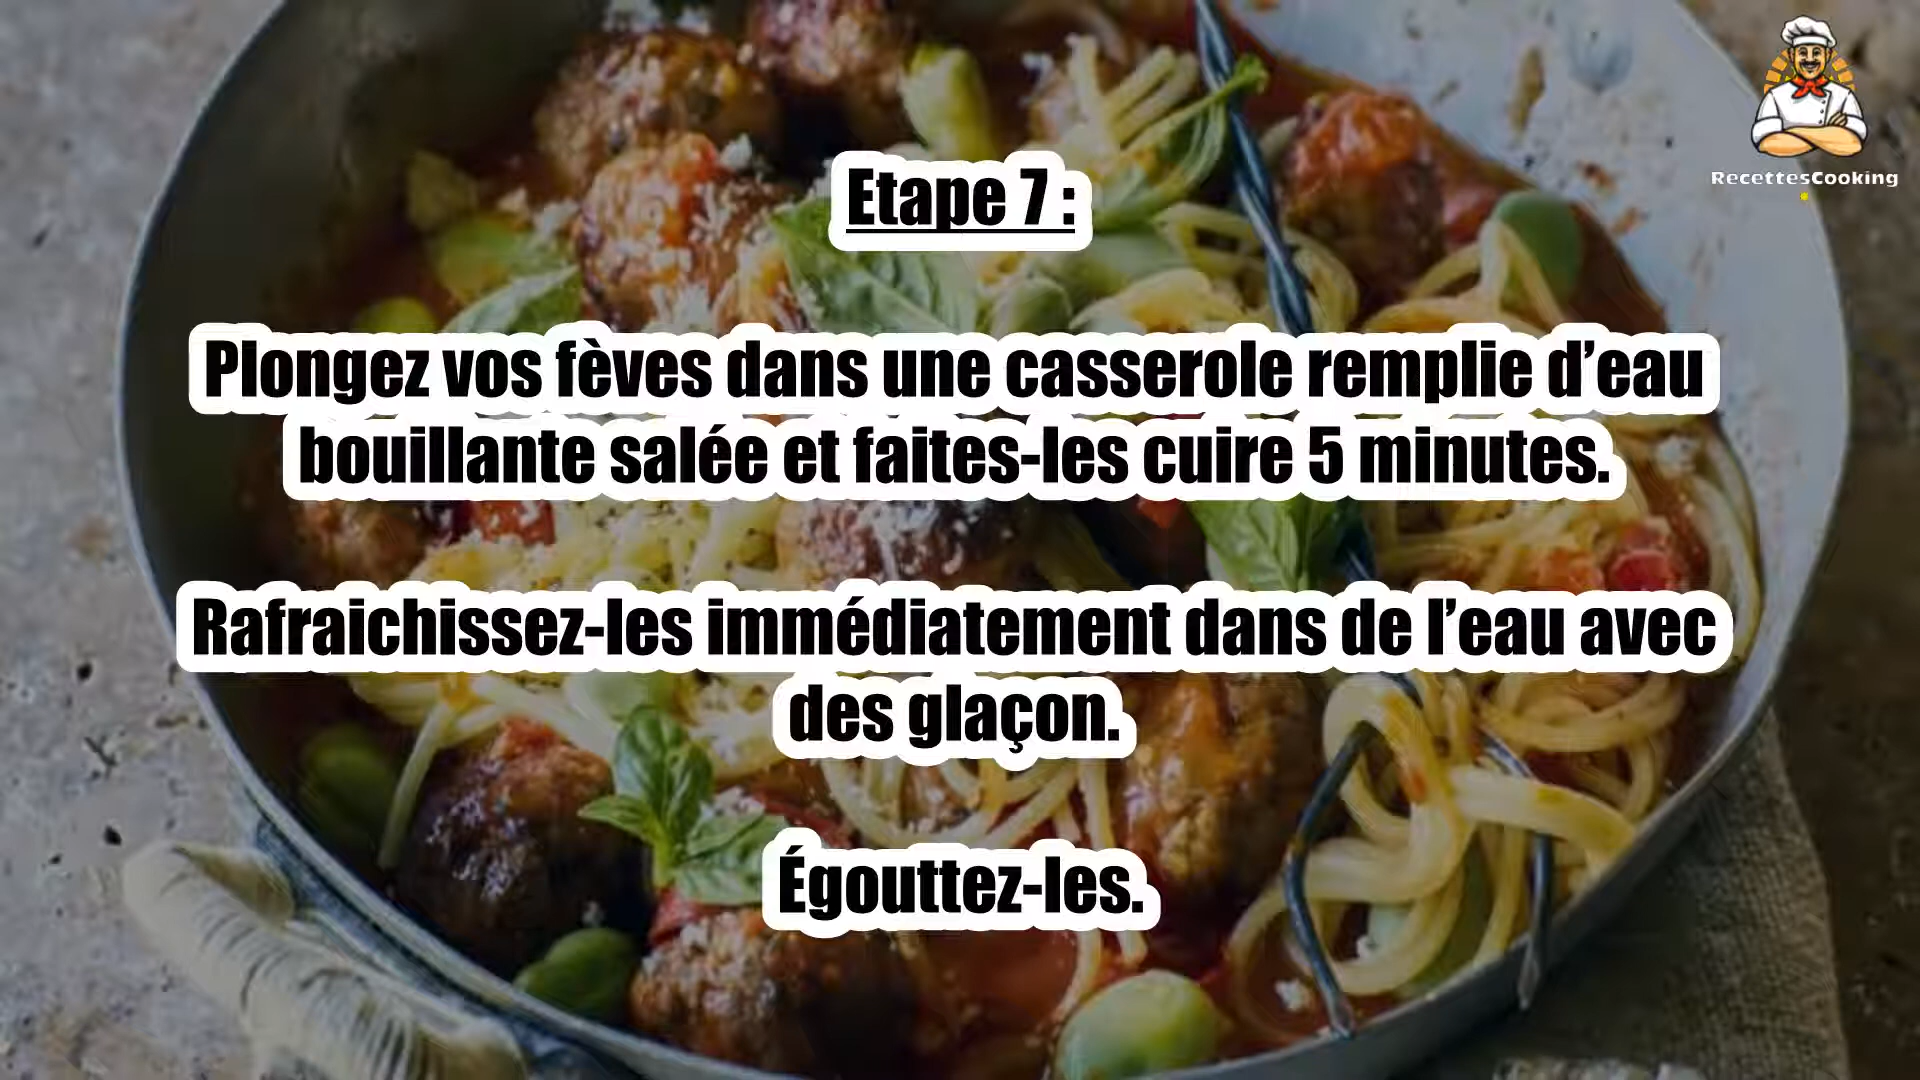 RecettesCooking
Etape 7 :
Plongez vos fèves dans une casserole remplie d’eau
bouillante salée et faites-les cuire 5 minutes.
Rafraichissez-les immédiatement dans de l’eau avec
des glaçon.
Égouttez-les.